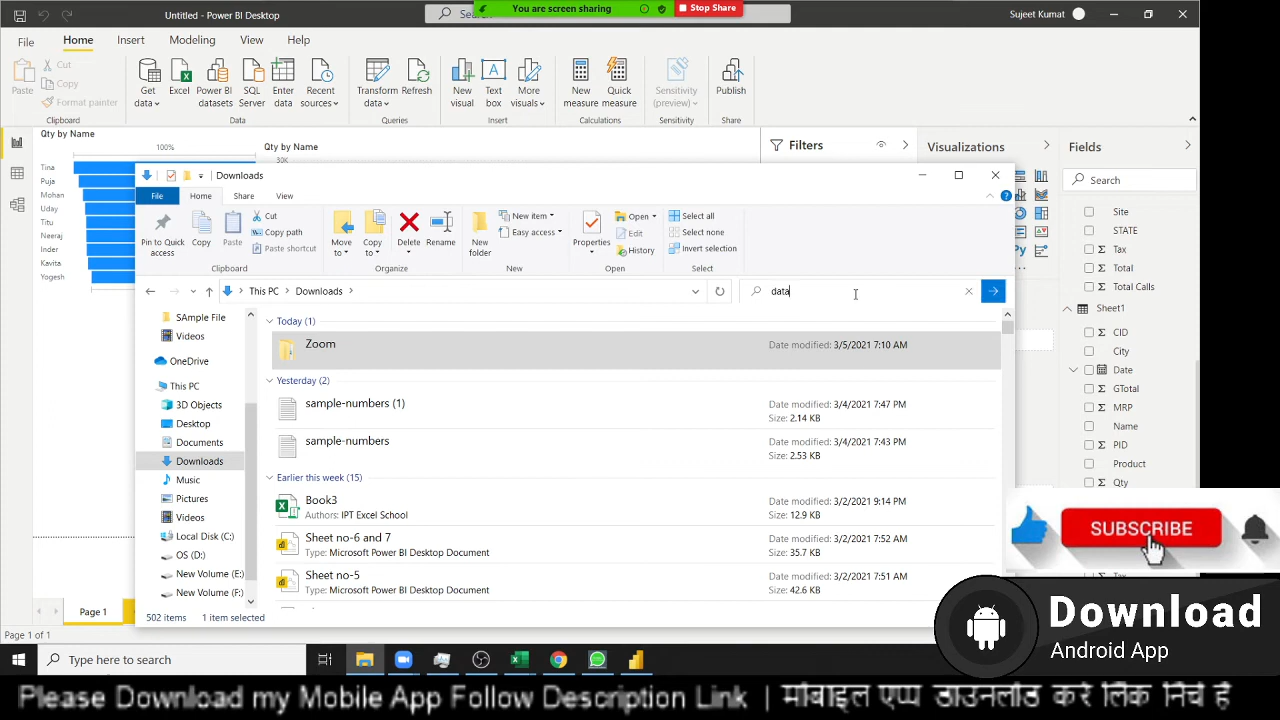 Untitled - Power BI Desktop
Search
You are screen sharing
Stop Share
Sujeet Kumat
File
Home
Insert
Modeling
View
Help
Paste
Cut
Copy
Format painter
Clipboard
Get data
Excel
Power BI datasets
SQL Server
Enter data
Recent sources
Data
Transform data
Refresh
Queries
New visual
Text box
More visuals
Insert
New measure
Quick measure
Calculations
Sensitivity (preview)
Sensitivity
Publish
Share
Qty by Name
100%
Tina
Puja
Mohan
Uday
Titu
Neeraj
Inder
Kavita
Yogesh
Qty by Name
30K
Filters
Visualizations
Fields
Search
Site
STATE
Tax
Total
Total Calls
Sheet1
CID
City
Date
GTotal
MRP
Name
PID
Product
Qty
Tax
Downloads
File
Home
Share
View
Pin to Quick access
Copy
Paste
Cut
Copy path
Paste shortcut
Clipboard
Move to
Copy to
Delete
Rename
Organize
New folder
New item
Easy access
New
Properties
Open
Edit
History
Open
Select all
Select none
Invert selection
Select
This PC
Downloads
data
SAmple File
Videos
OneDrive
This PC
3D Objects
Desktop
Documents
Downloads
Music
Pictures
Videos
Local Disk (C:)
OS (D:)
New Volume (E:)
New Volume (F:)
Today (1)
Zoom
Date modified: 3/5/2021 7:10 AM
Yesterday (2)
sample-numbers (1)
Date modified: 3/4/2021 7:47 PM
Size: 2.14 KB
sample-numbers
Date modified: 3/4/2021 7:43 PM
Size: 2.53 KB
Earlier this week (15)
Book3
Authors: IPT Excel School
Date modified: 3/2/2021 9:14 PM
Size: 12.9 KB
Sheet no-6 and 7
Type: Microsoft Power BI Desktop Document
Date modified: 3/2/2021 7:52 AM
Size: 35.7 KB
Sheet no-5
Type: Microsoft Power BI Desktop Document
Date modified: 3/2/2021 7:51 AM
Size: 42.6 KB
502 items
1 item selected
Page 1
Page 1 of 1
SUBSCRIBE
Download
Android App
Type here to search
Please Download my Mobile App Follow Description Link | मोबाइल एप्प डाउनलोड करे लिंक निचे है